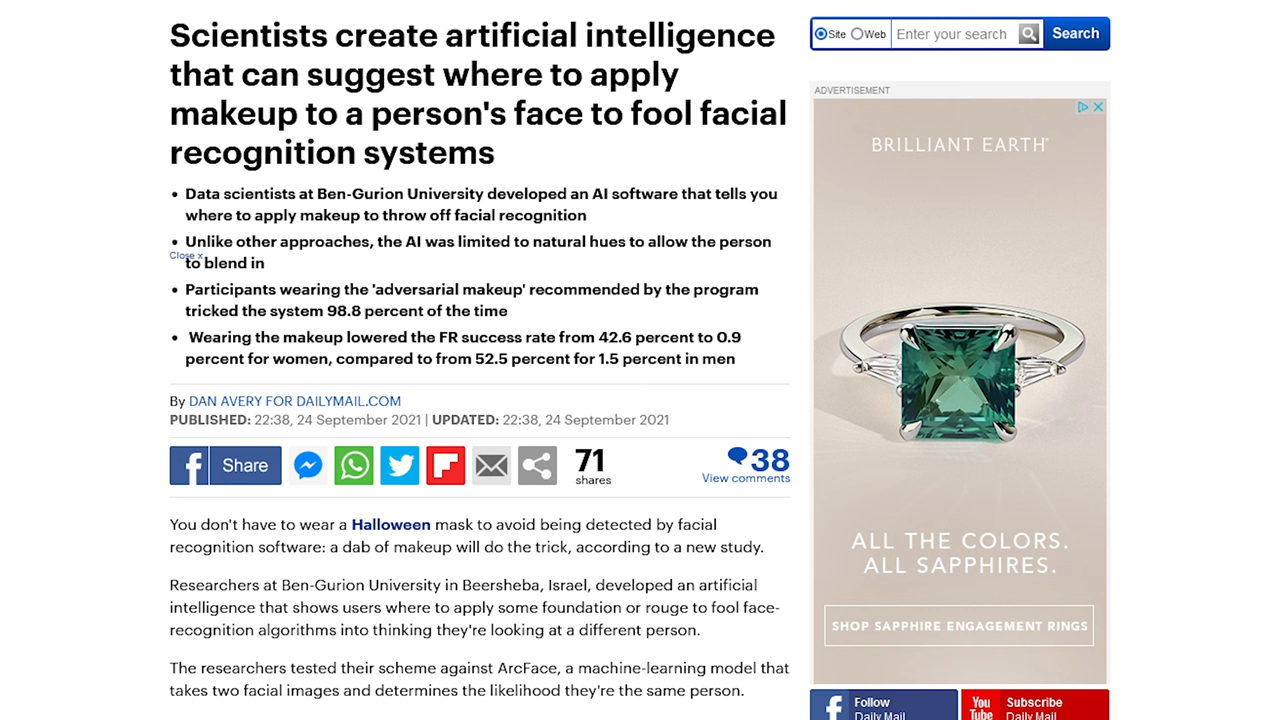 Scientists create artificial intelligence
that can suggest where to apply
makeup to a person's face to fool facial
recognition systems
• Data scientists at Ben-Gurion University developed an AI software that tells you
where to apply makeup to throw off facial recognition
• Unlike other approaches, the AI was limited to natural hues to allow the person
Close x
to blend in
• Participants wearing the 'adversarial makeup' recommended by the program
tricked the system 98.8 percent of the time
• Wearing the makeup lowered the FR success rate from 42.6 percent to 0.9
percent for women, compared to from 52.5 percent for 1.5 percent in men
By DAN AVERY FOR DAILYMAIL.COM
PUBLISHED: 22:38, 24 September 2021 | UPDATED: 22:38, 24 September 2021
f Share
71
shares
38
View comments
You don't have to wear a Halloween mask to avoid being detected by facial
recognition software: a dab of makeup will do the trick, according to a new study.
Researchers at Ben-Gurion University in Beersheba, Israel, developed an artificial
intelligence that shows users where to apply some foundation or rouge to fool face-
recognition algorithms into thinking they're looking at a different person.
The researchers tested their scheme against ArcFace, a machine-learning model that
takes two facial images and determines the likelihood they're the same person.
Site Web Enter your search Search
ADVERTISEMENT
BRILLIANT EARTH
ALL THE COLORS.
ALL SAPPHIRES.
SHOP SAPPHIRE ENGAGEMENT RINGS
f Follow
Daily Mail
You Tube Subscribe
Daily Mail